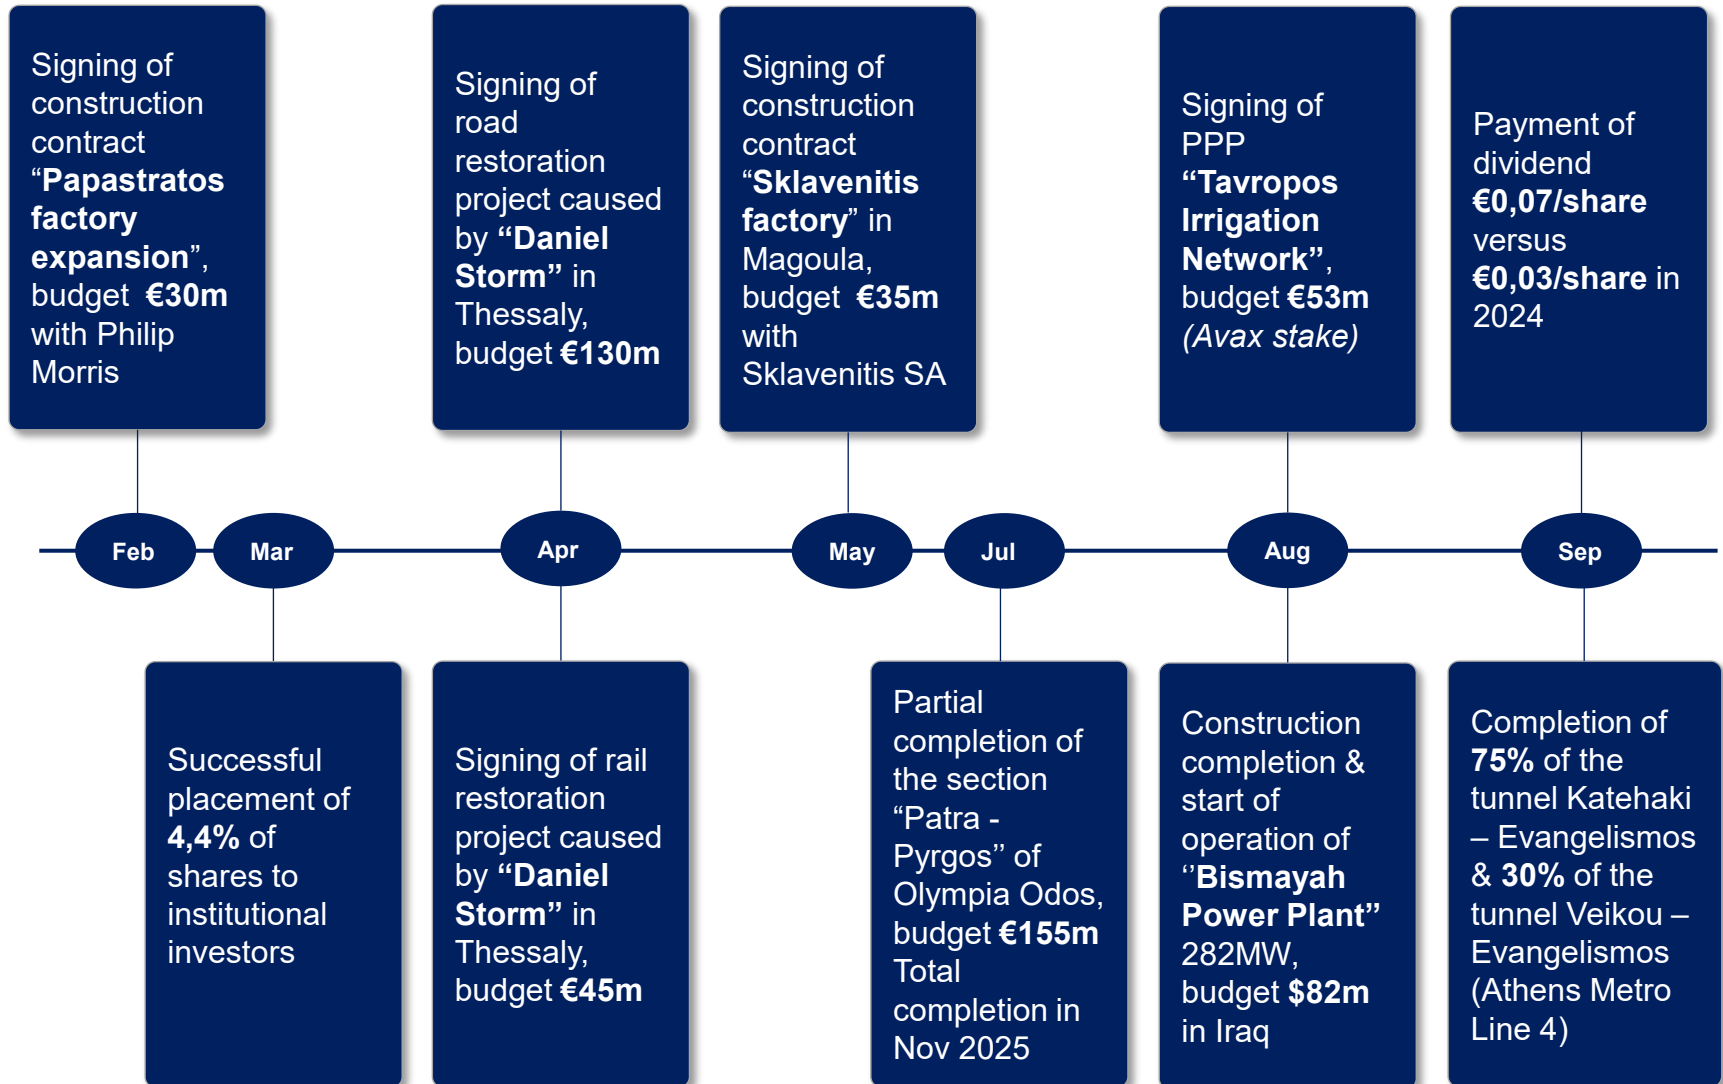 Signing of
construction
contract
“Papastratos
factory
expansion”,
budget €30m
with Philip
Morris
Signing of
road
restoration
project caused
by “Daniel
Storm” in
Thessaly,
budget €130m
Signing of
construction
contract
“Sklavenitis
factory” in
Magoula,
budget €35m
with
Sklavenitis SA
Signing of
PPP
“Tavropos
Irrigation
Network”,
budget €53m
(Avax stake)
Payment of
dividend
€0,07/share
versus
€0,03/share in
2024
Feb
Mar
Apr
May
Jul
Aug
Sep
Successful
placement of
4,4% of
shares to
institutional
investors
Signing of rail
restoration
project caused
by “Daniel
Storm” in
Thessaly,
budget €45m
Partial
completion of
the section
“Patra -
Pyrgos’’ of
Olympia Odos,
budget €155m
Total
completion in
Nov 2025
Construction
completion &
start of
operation of
‘’Bismayah
Power Plant”
282MW,
budget $82m
in Iraq
Completion of
75% of the
tunnel Katehaki
– Evangelismos
& 30% of the
tunnel Veikou –
Evangelismos
(Athens Metro
Line 4)